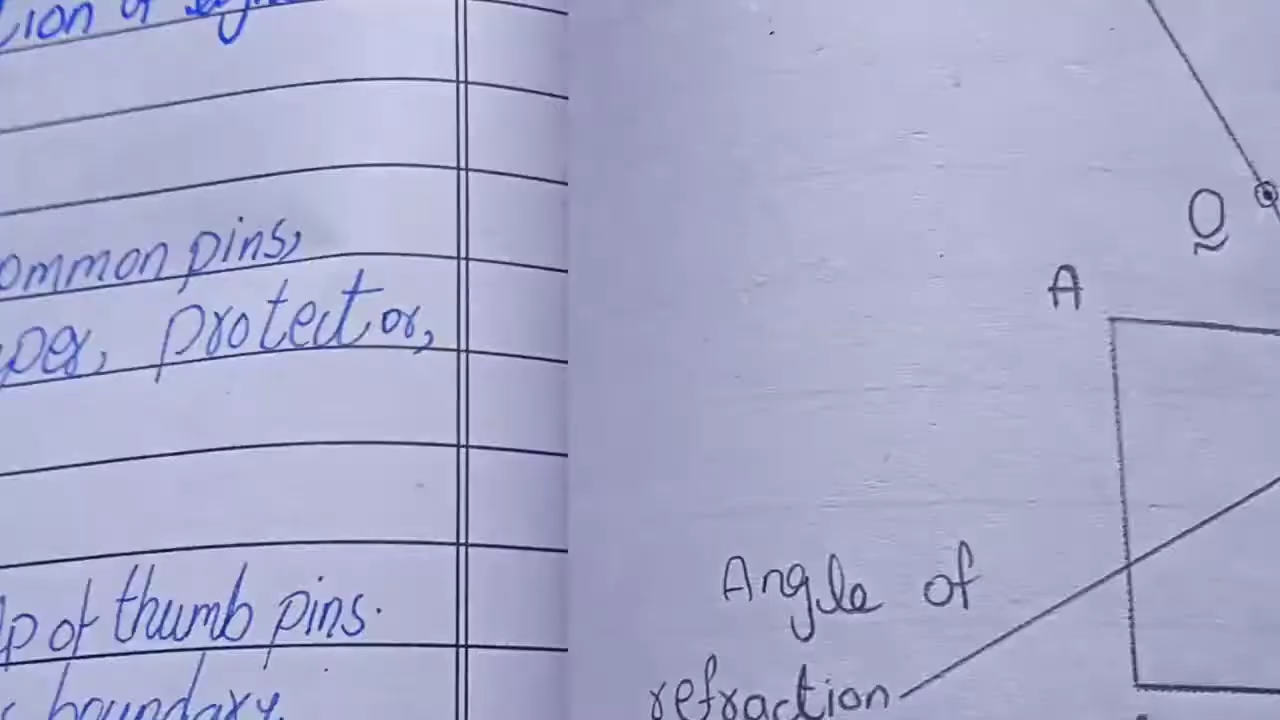 ommon pins,
per, protector,
p of thumb pins.
boundary.
Q
A
Angle of
refraction